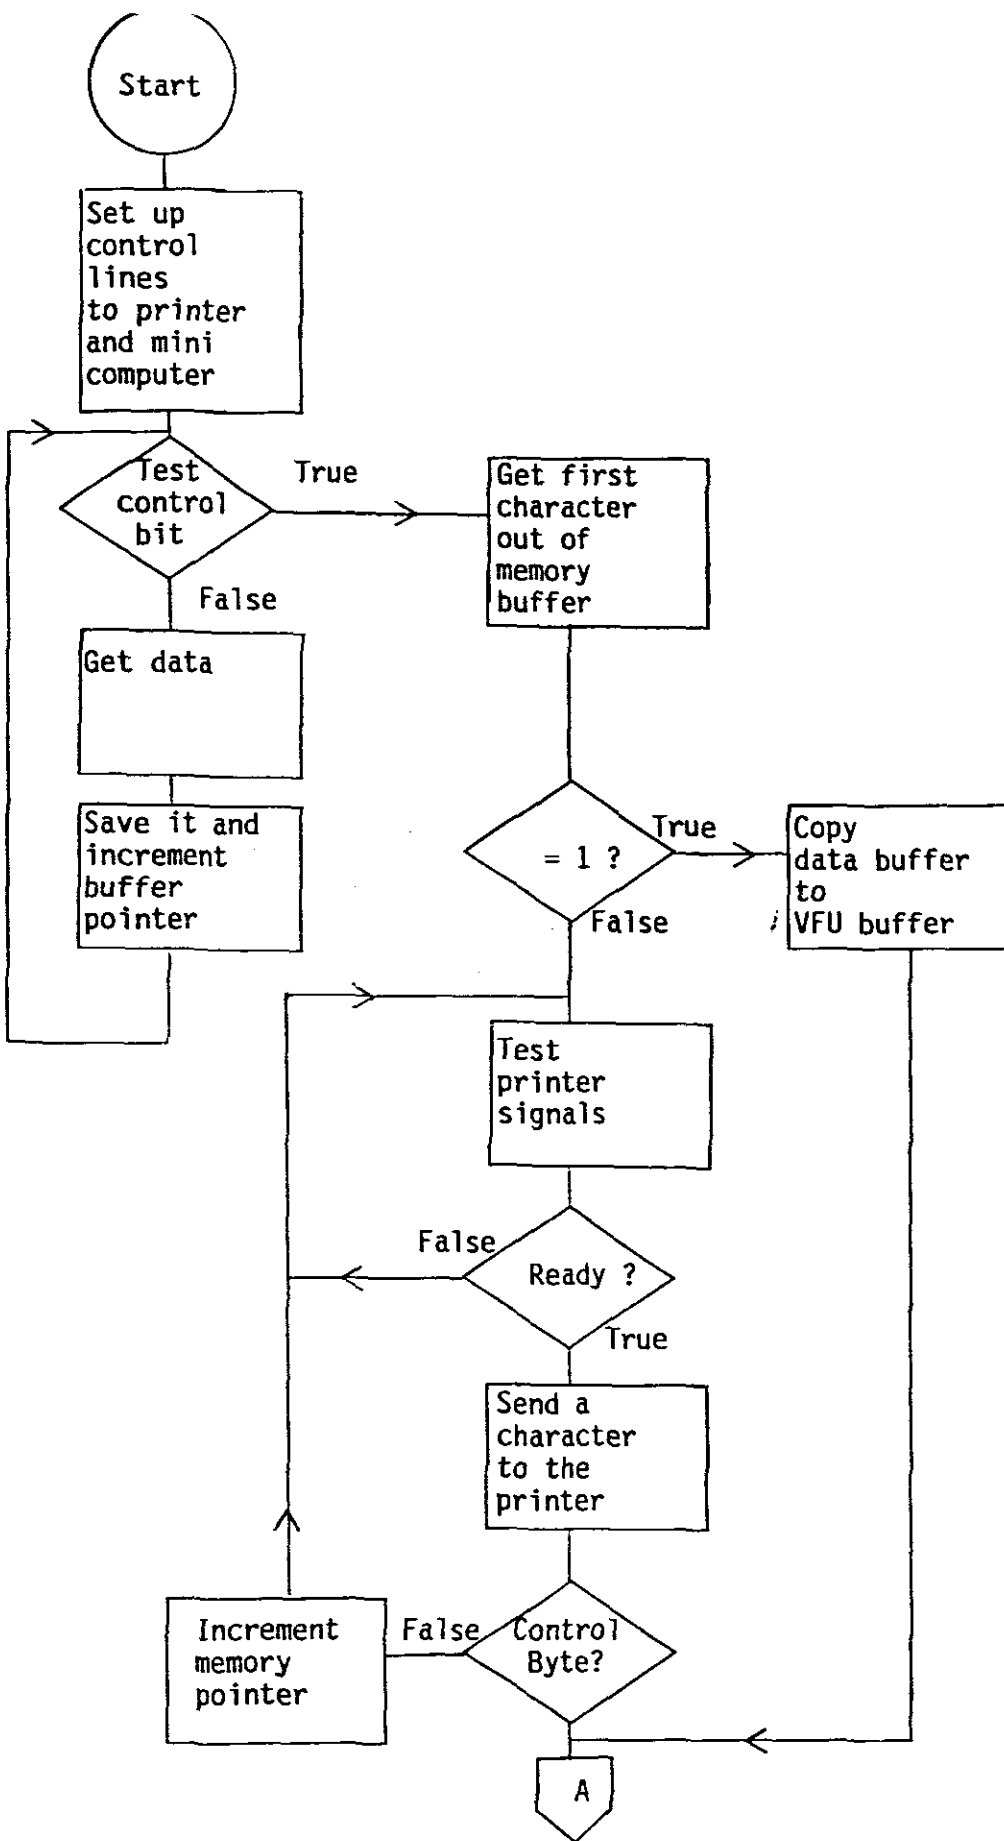 Start
Set up
control
lines
to printer
and mini
computer
Test
control
bit
True
False
Get data
Save it and
increment
buffer
pointer
Get first
character
out of
memory
buffer
= 1 ?
True
False
Copy
data buffer
to
VFU buffer
Test
printer
signals
Ready ?
False
True
Send a
character
to the
printer
Control
Byte?
False
Increment
memory
pointer
A